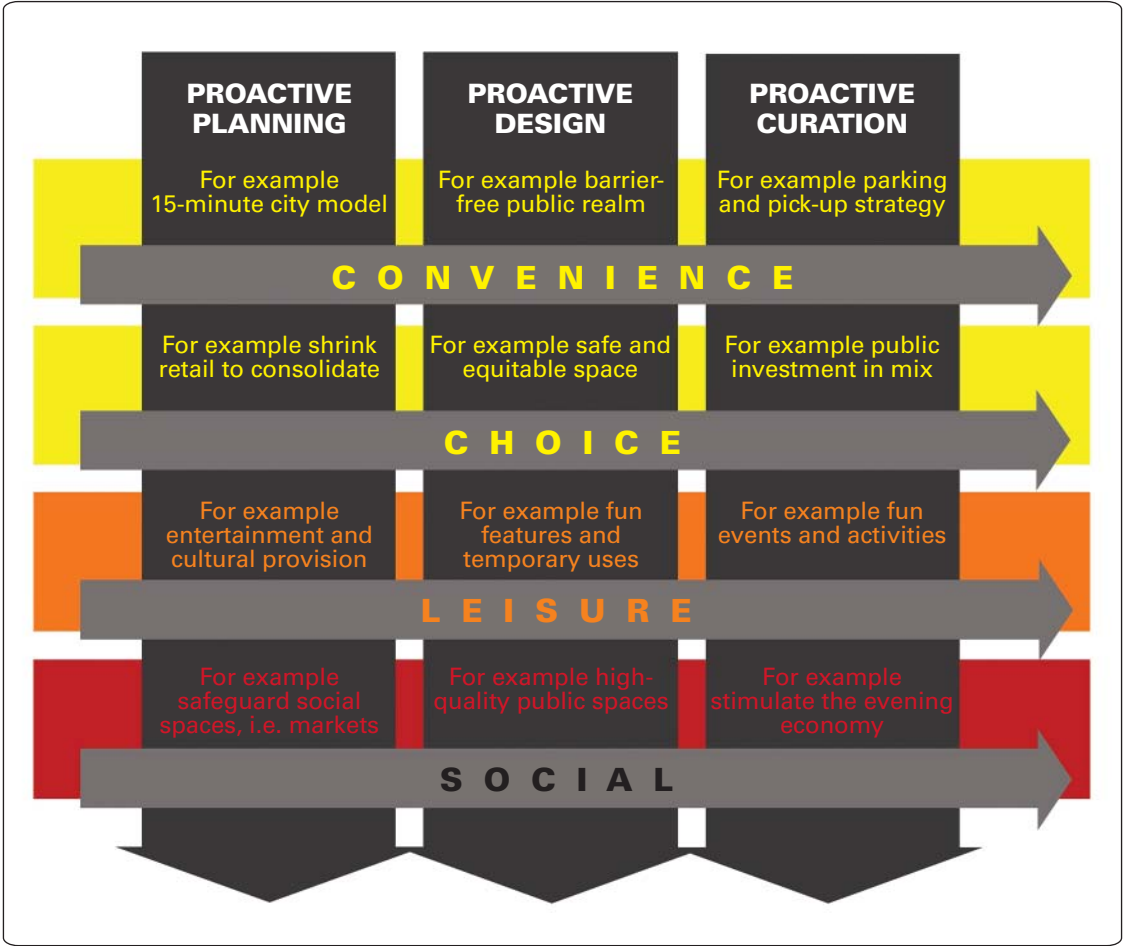 PROACTIVE
PLANNING
PROACTIVE
DESIGN
PROACTIVE
CURATION
For example
15-minute city model
For example barrier-
free public realm
For example parking
and pick-up strategy
CONVENIENCE
For example shrink
retail to consolidate
For example safe and
equitable space
For example public
investment in mix
CHOICE
For example
entertainment and
cultural provision
For example fun
features and
temporary uses
For example fun
events and activities
LEISURE
For example
safeguard social
spaces, i.e. markets
For example high-
quality public spaces
For example
stimulate the evening
economy
SOCIAL